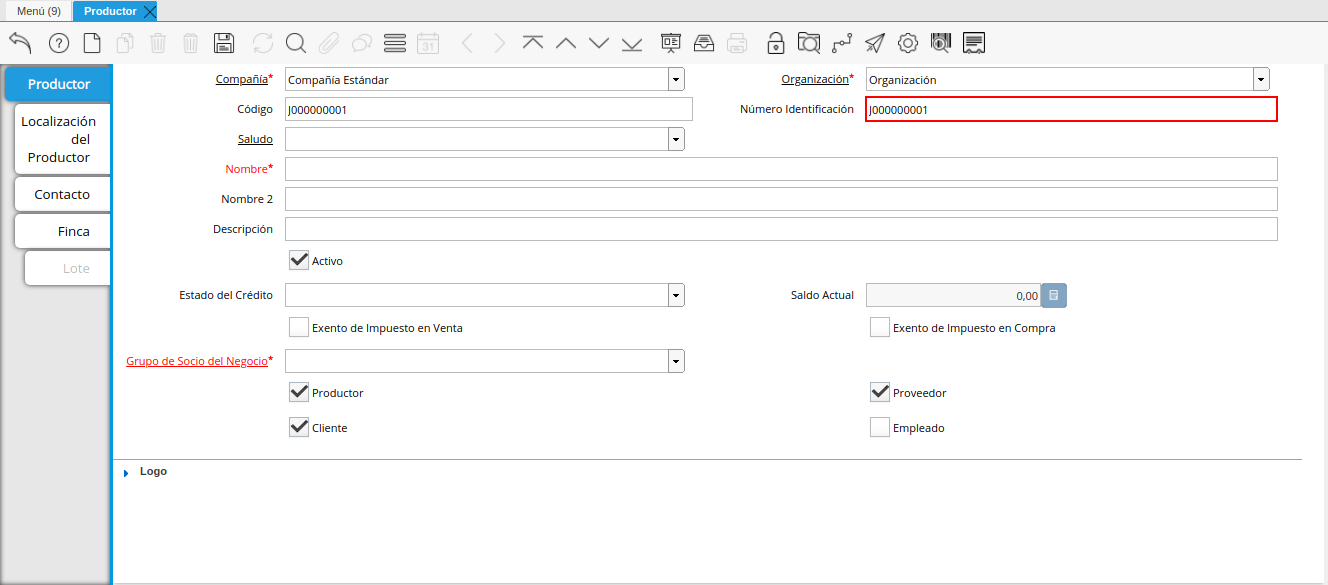 Menú (9) Productor
31
Productor
Localización
del
Productor
Contacto
Finca
Lote
Compañía* Compañía Estándar Organización* Organización
Código J000000001 Número Identificación J000000001
Saludo
Nombre*
Nombre 2
Descripción
Activo
Estado del Crédito Saldo Actual 0,00
Exento de Impuesto en Venta Exento de Impuesto en Compra
Grupo de Socio del Negocio*
Productor Proveedor
Cliente Empleado
Logo